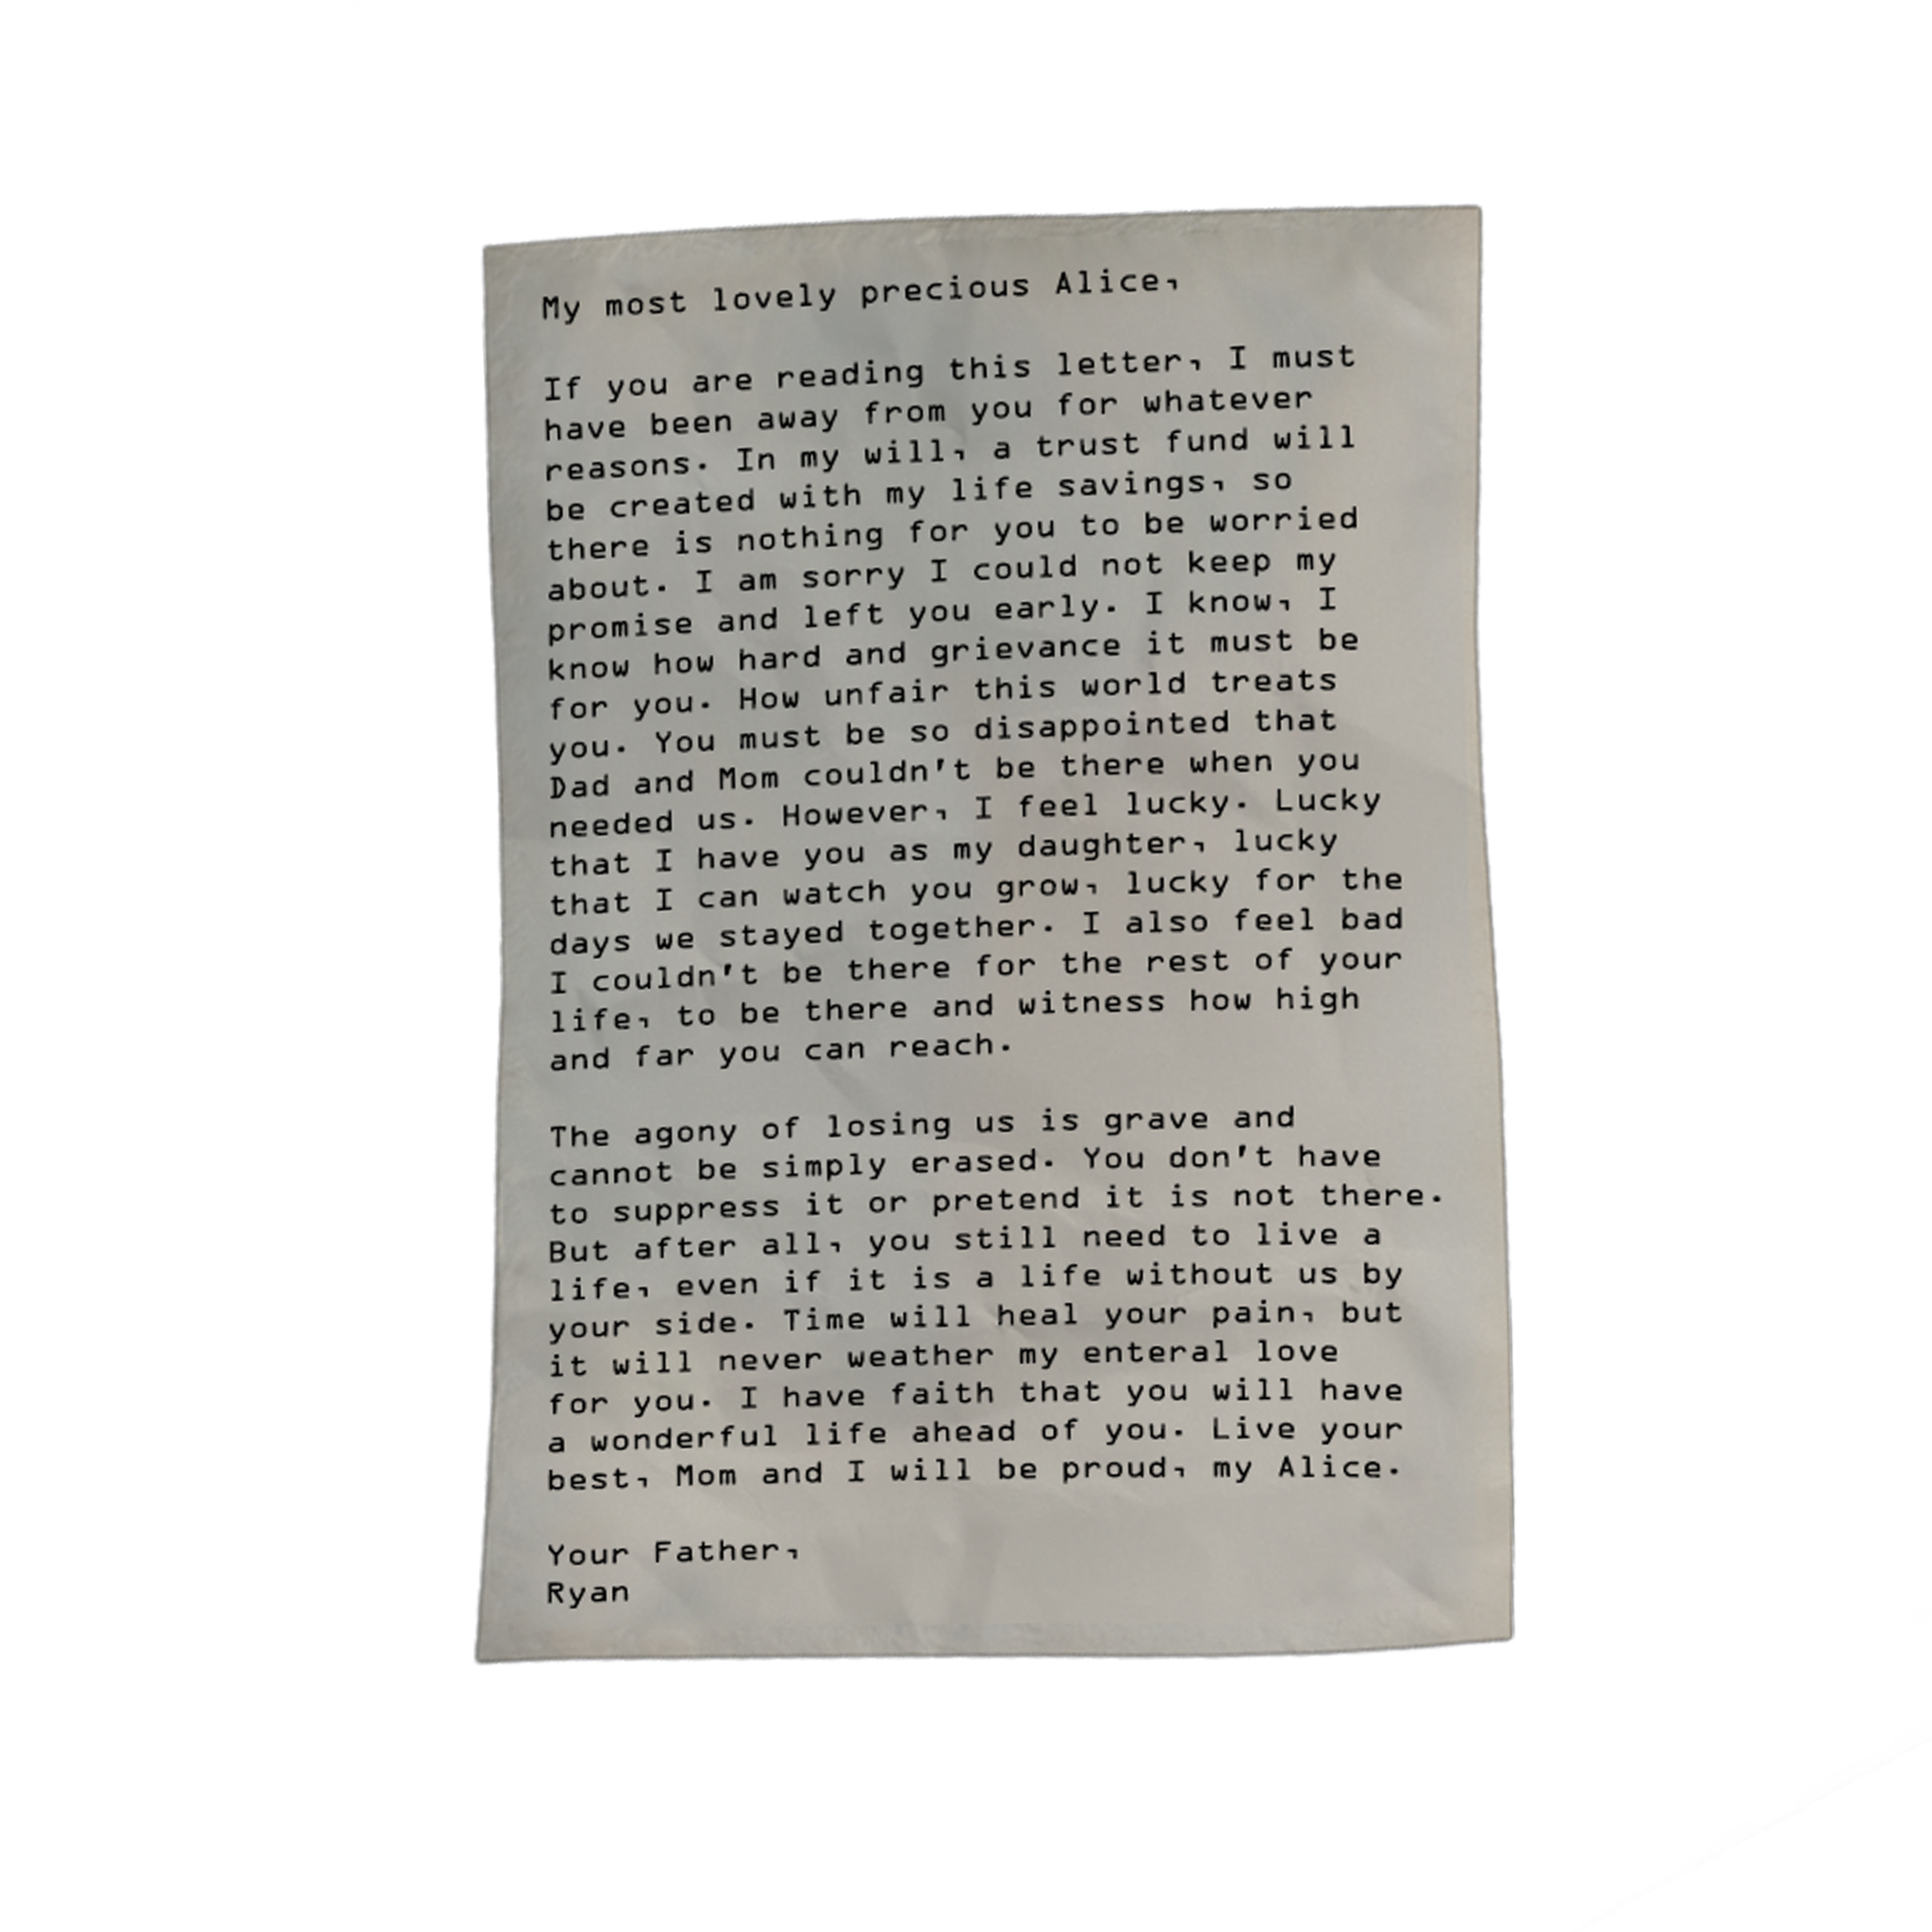 My most lovely precious Alice,
If you are reading this letter, I must
have been away from you for whatever
reasons. In my will, a trust fund will
be created with my life savings, so
there is nothing for you to be worried
about. I am sorry I could not keep my
promise and left you early. I know, I
know how hard and grievance it must be
for you. How unfair this world treats
you. You must be so disappointed that
Dad and Mom couldn't be there when you
needed us. However, I feel lucky. Lucky
that I have you as my daughter, lucky
that I can watch you grow, lucky for the
days we stayed together. I also feel bad
I couldn't be there for the rest of your
life, to be there and witness how high
and far you can reach.
The agony of losing us is grave and
cannot be simply erased. You don't have
to suppress it or pretend it is not there.
But after all, you still need to live a
life, even if it is a life without us by
your side. Time will heal your pain, but
it will never weather my enteral love
for you. I have faith that you will have
a wonderful life ahead of you. Live your
best, Mom and I will be proud, my Alice.
Your Father,
Ryan